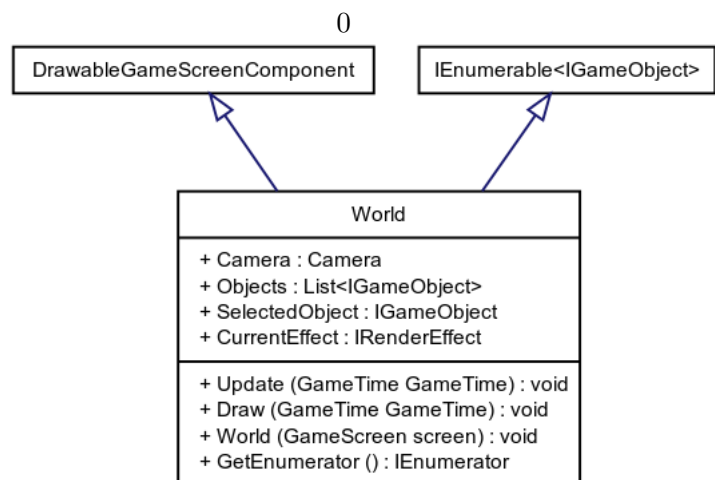 0
DrawableGameScreenComponent
IEnumerable<IGameObject>
World
+ Camera : Camera
+ Objects : List<IGameObject>
+ SelectedObject : IGameObject
+ CurrentEffect : IRenderEffect
+ Update (GameTime GameTime) : void
+ Draw (GameTime GameTime) : void
+ World (GameScreen screen) : void
+ GetEnumerator () : IEnumerator